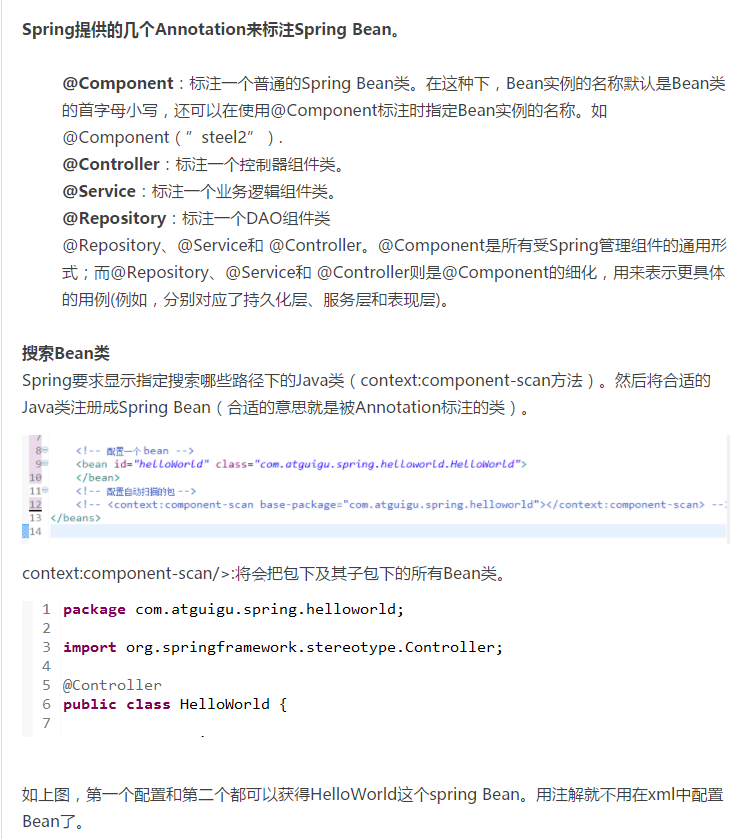 Spring提供的几个Annotation来标注Spring Bean。
@Component：标注一个普通的Spring Bean类。在这种下，Bean实例的名称默认是Bean类
的首字母小写，还可以在使用@Component标注时指定Bean实例的名称。如
@Component（”steel2”）.
@Controller：标注一个控制器组件类。
@Service：标注一个业务逻辑组件类。
@Repository：标注一个DAO组件类
@Repository、@Service和 @Controller。@Component是所有受Spring管理组件的通用形
式；而@Repository、@Service和 @Controller则是@Component的细化，用来表示更具体
的用例(例如，分别对应了持久化层、服务层和表现层)。
搜索Bean类
Spring要求显示指定搜索哪些路径下的Java类（context:component-scan方法）。然后将合适的
Java类注册成Spring Bean（合适的意思就是被Annotation标注的类）。
7
8 <!-- 配置一个 bean -->
9 <bean id="helloWorld" class="com.atguigu.spring.helloworld.HelloWorld">
10 </bean>
11 <!-- 配置自动扫描的包 -->
12 <!-- <context:component-scan base-package="com.atguigu.spring.helloworld"></context:component-scan> --
13 </beans>
14
context:component-scan/>:将会把包下及其子包下的所有Bean类。
1 package com.atguigu.spring.helloworld;
2
3 import org.springframework.stereotype.Controller;
4
5 @Controller
6 public class HelloWorld {
7
如上图，第一个配置和第二个都可以获得HelloWorld这个spring Bean。用注解就不用在xml中配置
Bean了。